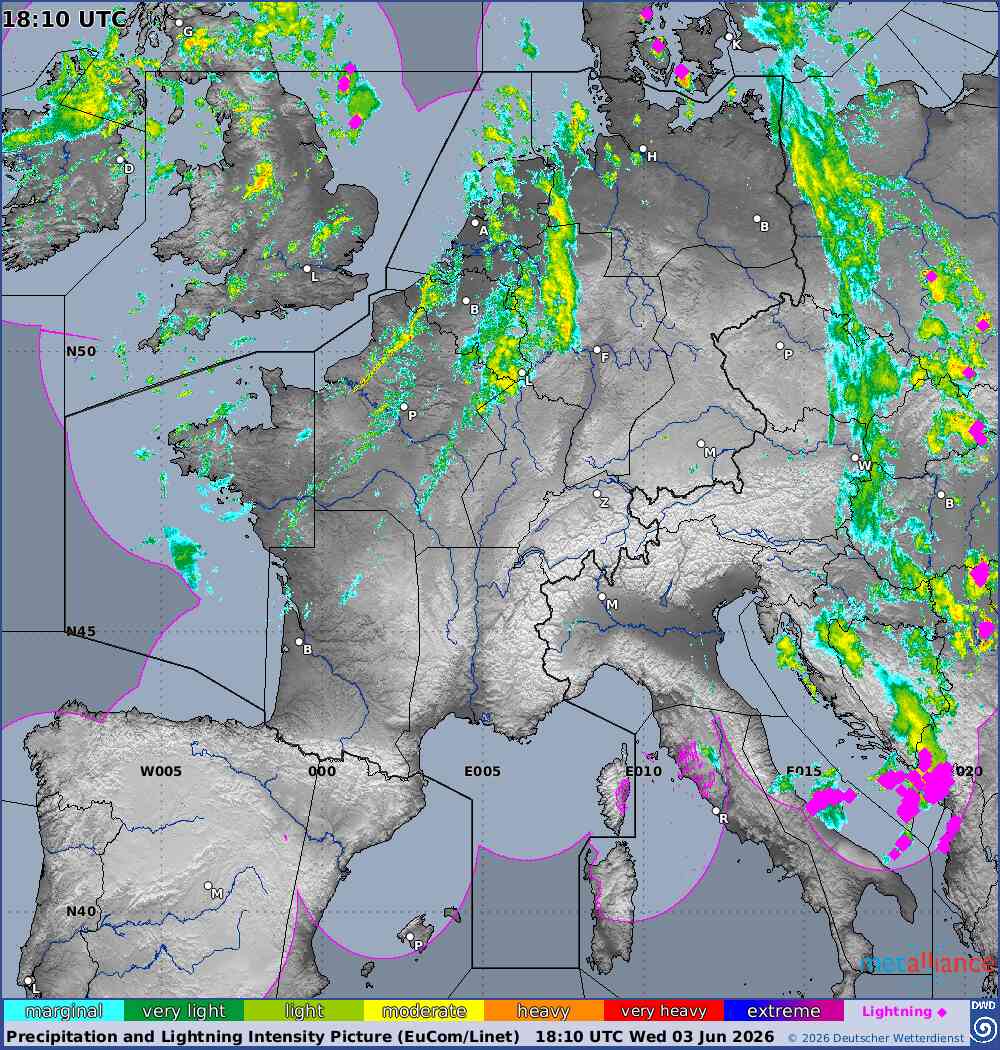 18:10 UTC
G
K
D
H
A
B
L
B
N50
F
P
L
P
M
W
Z
B
M
N45
B
W005
000
E005
E010
E015
020
R
M
N40
P
L
metalliance
marginal
very light
light
moderate
heavy
very heavy
extreme
Lightning
DWD
Precipitation and Lightning Intensity Picture (EuCom/Linet) 18:10 UTC Wed 03 Jun 2026 © 2026 Deutscher Wetterdienst